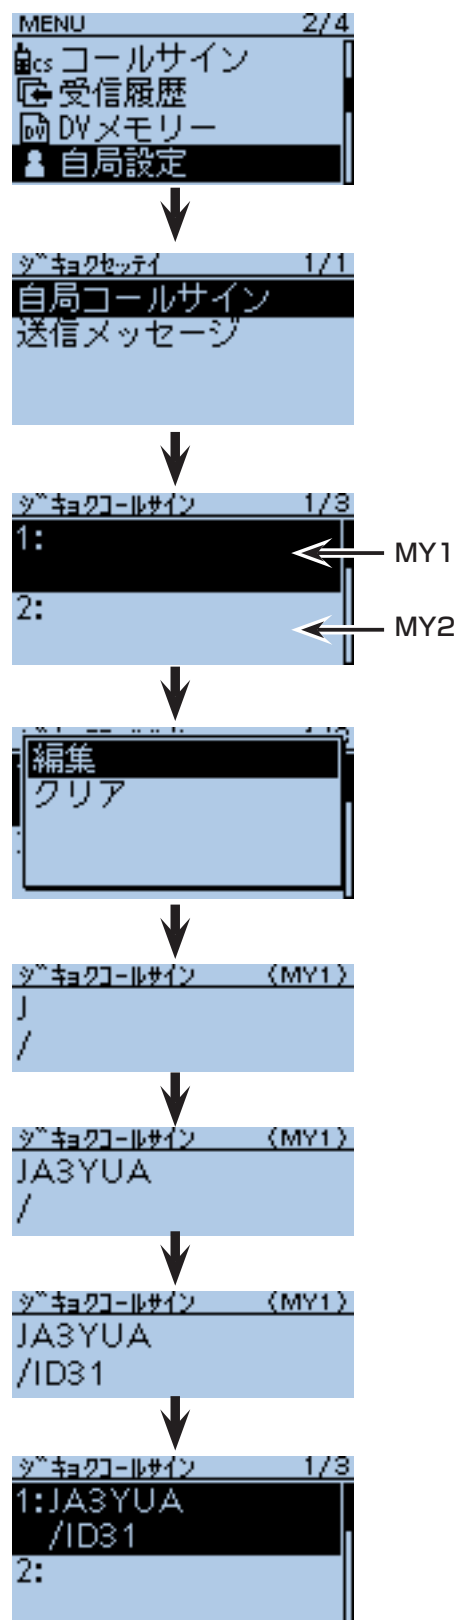 MENU 2/4
CS コールサイン
受信履歴
DV DVメモリー
自局設定
ジキョクセッテイ 1/1
自局コールサイン
送信メッセージ
ジキョクコールサイン 1/3
1:
MY1
2:
MY2
編集
クリア
ジキョクコールサイン (MY1)
J
/
ジキョクコールサイン (MY1)
JA3YUA
/
ジキョクコールサイン (MY1)
JA3YUA
/ID31
ジキョクコールサイン 1/3
1:JA3YUA
/ID31
2: